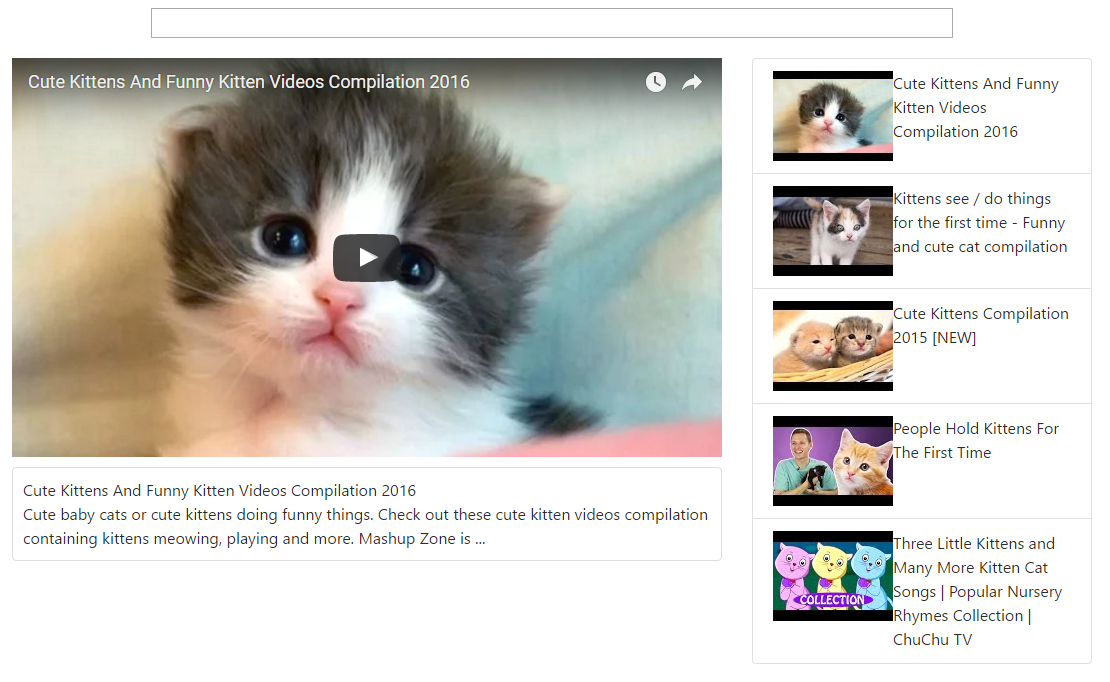 Cute Kittens And Funny Kitten Videos Compilation 2016
Cute Kittens And Funny Kitten Videos Compilation 2016
Cute baby cats or cute kittens doing funny things. Check out these cute kitten videos compilation
containing kittens meowing, playing and more. Mashup Zone is ...
Cute Kittens And Funny
Kitten Videos
Compilation 2016
Kittens see / do things
for the first time - Funny
and cute cat compilation
Cute Kittens Compilation
2015 [NEW]
People Hold Kittens For
The First Time
COLLECTION
Three Little Kittens and
Many More Kitten Cat
Songs | Popular Nursery
Rhymes Collection |
ChuChu TV